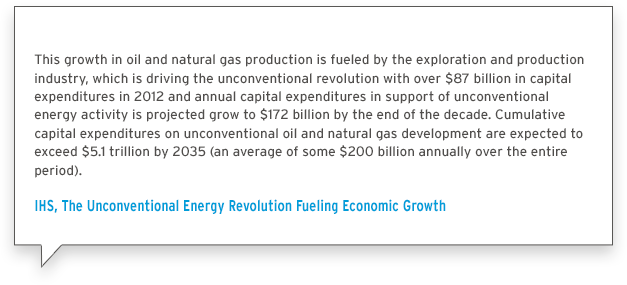 This growth in oil and natural gas production is fueled by the exploration and production
industry, which is driving the unconventional revolution with over $87 billion in capital
expenditures in 2012 and annual capital expenditures in support of unconventional
energy activity is projected grow to $172 billion by the end of the decade. Cumulative
capital expenditures on unconventional oil and natural gas development are expected to
exceed $5.1 trillion by 2035 (an average of some $200 billion annually over the entire
period).
IHS, The Unconventional Energy Revolution Fueling Economic Growth